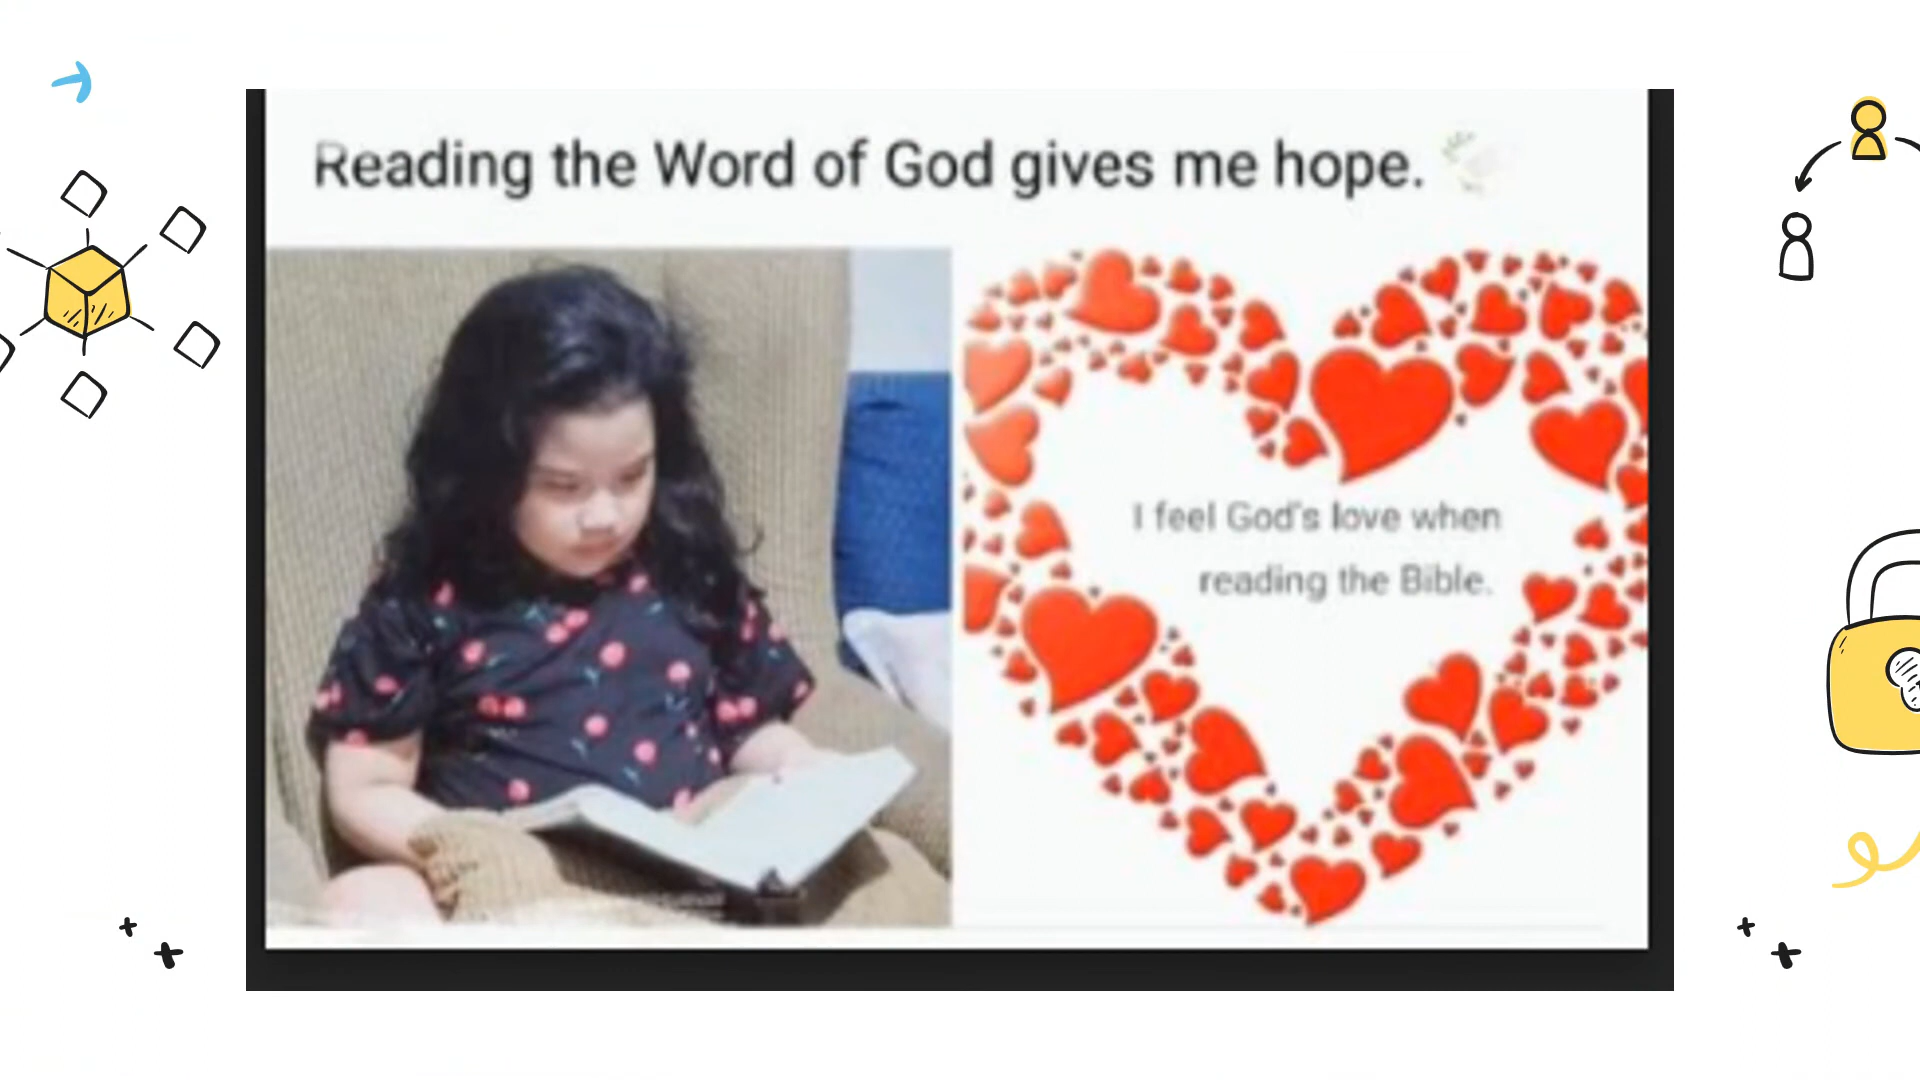 Reading the Word of God gives me hope.
I feel God's love when
reading the Bible.